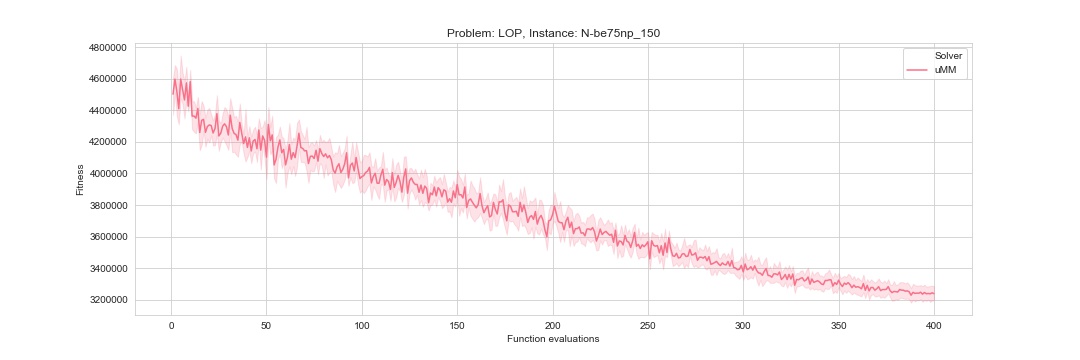 Problem: LOP, Instance: N-be75np_150
Solver
uMM
Fitness
4800000
4600000
4400000
4200000
4000000
3800000
3600000
3400000
3200000
0 50 100 150 200 250 300 350 400
Function evaluations